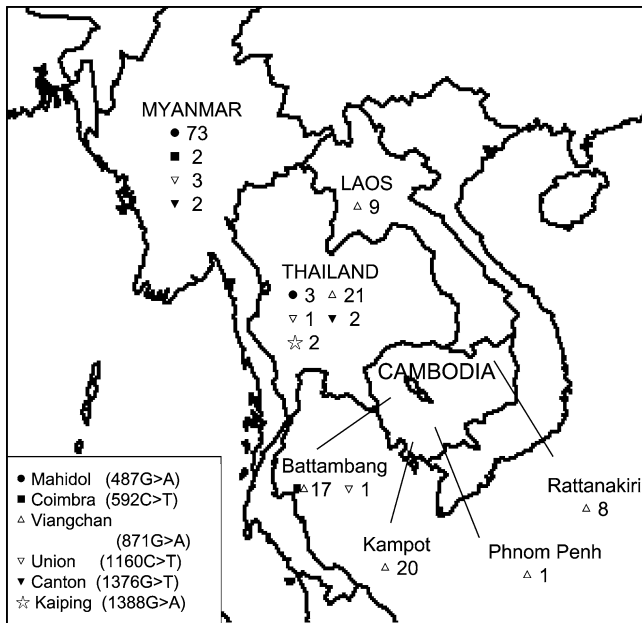 MYANMAR
● 73
■ 2
▽ 3
▼ 2
LAOS
△ 9
THAILAND
● 3 △ 21
▽ 1 ▼ 2
☆ 2
CAMBODIA
Battambang
■△17 ▽ 1
Rattanakiri
△ 8
Kampot
△ 20
Phnom Penh
△ 1
● Mahidol (487G>A)
■ Coimbra (592C>T)
△ Viangchan
(871G>A)
▽ Union (1160C>T)
▼ Canton (1376G>T)
☆ Kaiping (1388G>A)